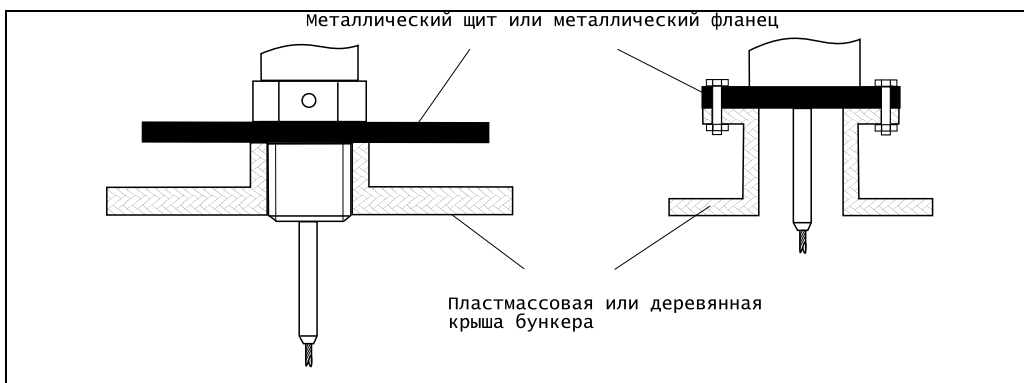 Металлический щит или металлический фланец
Пластмассовая или деревянная
крыша бункера